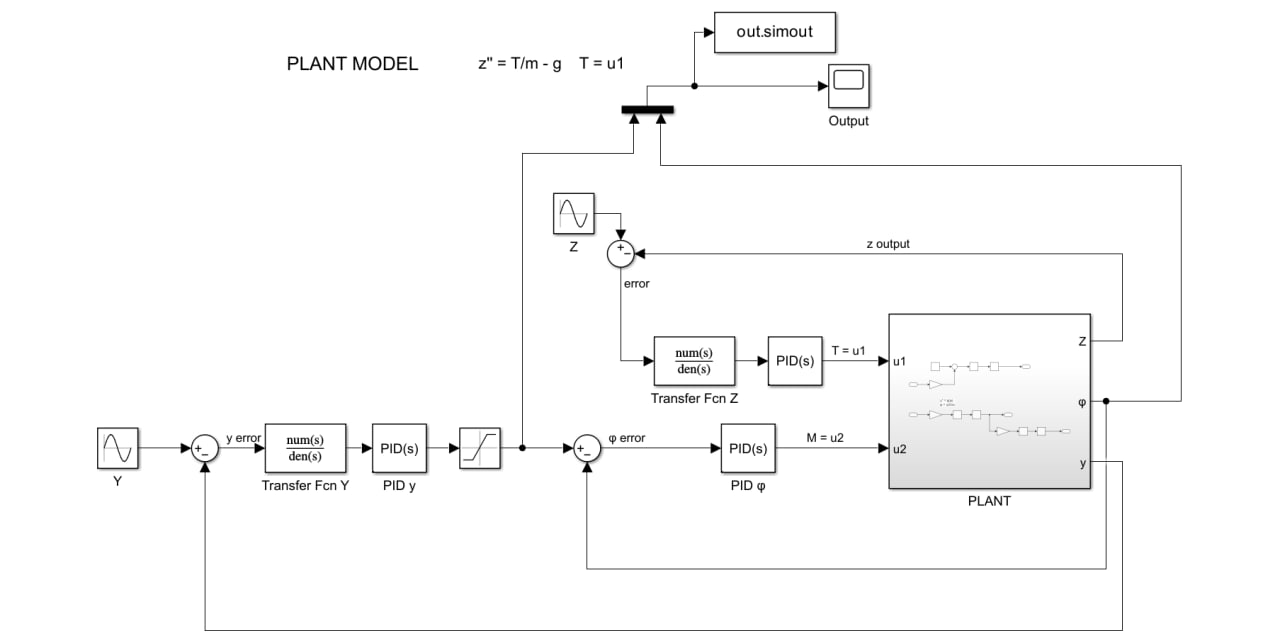 out.simout
PLANT MODEL z" = T/m - g T = u1
Output
Z
+
−
z output
error
Z
num(s)
den(s)
PID(s)
T = u1
u1
Transfer Fcn Z
φ
Y
+
−
y error
num(s)
den(s)
Transfer Fcn Y
PID(s)
PID y
+
−
φ error
PID(s)
PID φ
M = u2
u2
y
PLANT